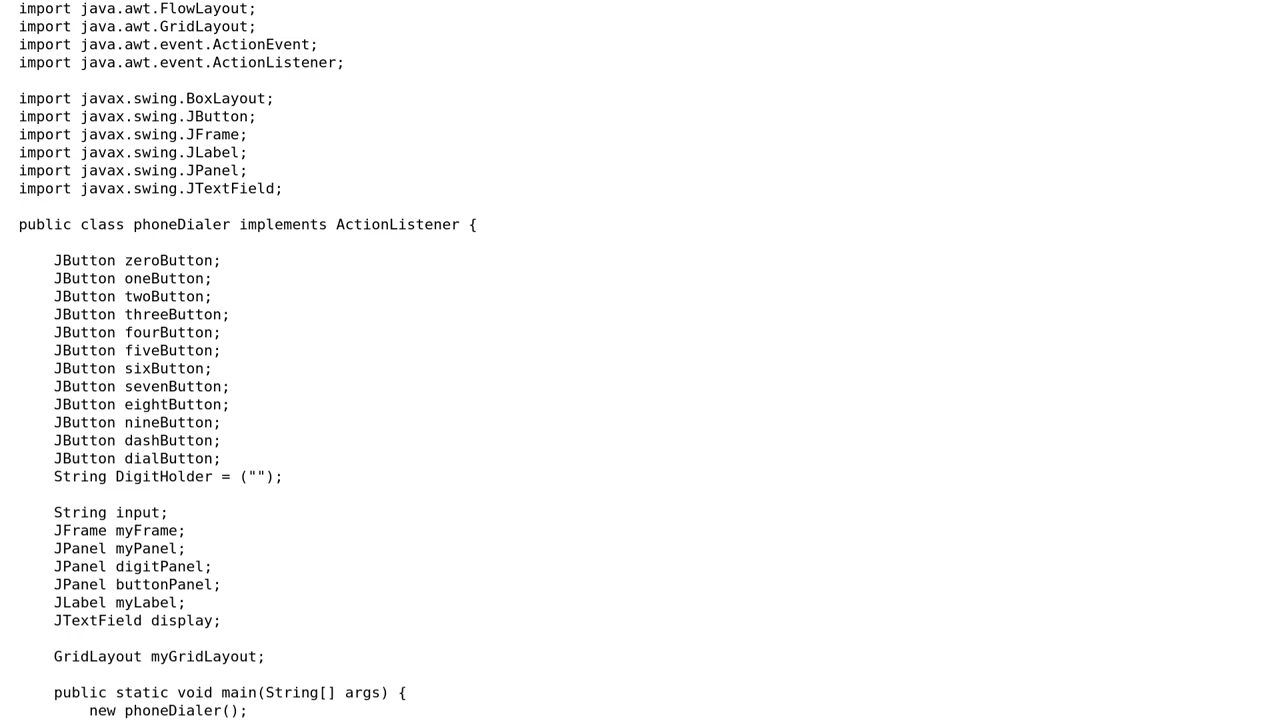 import java.awt.FlowLayout;
import java.awt.GridLayout;
import java.awt.event.ActionEvent;
import java.awt.event.ActionListener;

import javax.swing.BoxLayout;
import javax.swing.JButton;
import javax.swing.JFrame;
import javax.swing.JLabel;
import javax.swing.JPanel;
import javax.swing.JTextField;

public class phoneDialer implements ActionListener {

    JButton zeroButton;
    JButton oneButton;
    JButton twoButton;
    JButton threeButton;
    JButton fourButton;
    JButton fiveButton;
    JButton sixButton;
    JButton sevenButton;
    JButton eightButton;
    JButton nineButton;
    JButton dashButton;
    JButton dialButton;
    String DigitHolder = ("");

    String input;
    JFrame myFrame;
    JPanel myPanel;
    JPanel digitPanel;
    JPanel buttonPanel;
    JLabel myLabel;
    JTextField display;

    GridLayout myGridLayout;

    public static void main(String[] args) {
        new phoneDialer();